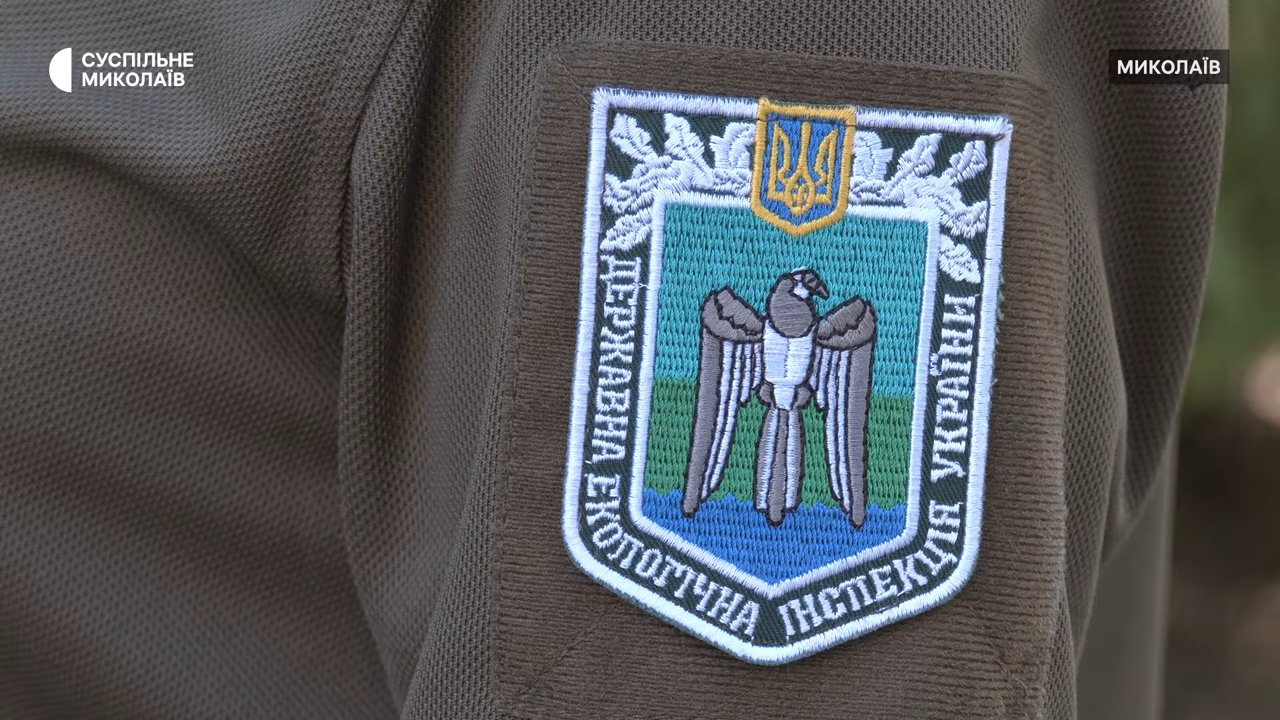 СУСПІЛЬНЕ
МИКОЛАЇВ
МИКОЛАЇВ
ДЕРЖАВНА ЕКОЛОГІЧНА ІНСПЕКЦІЯ УКРАЇНИ